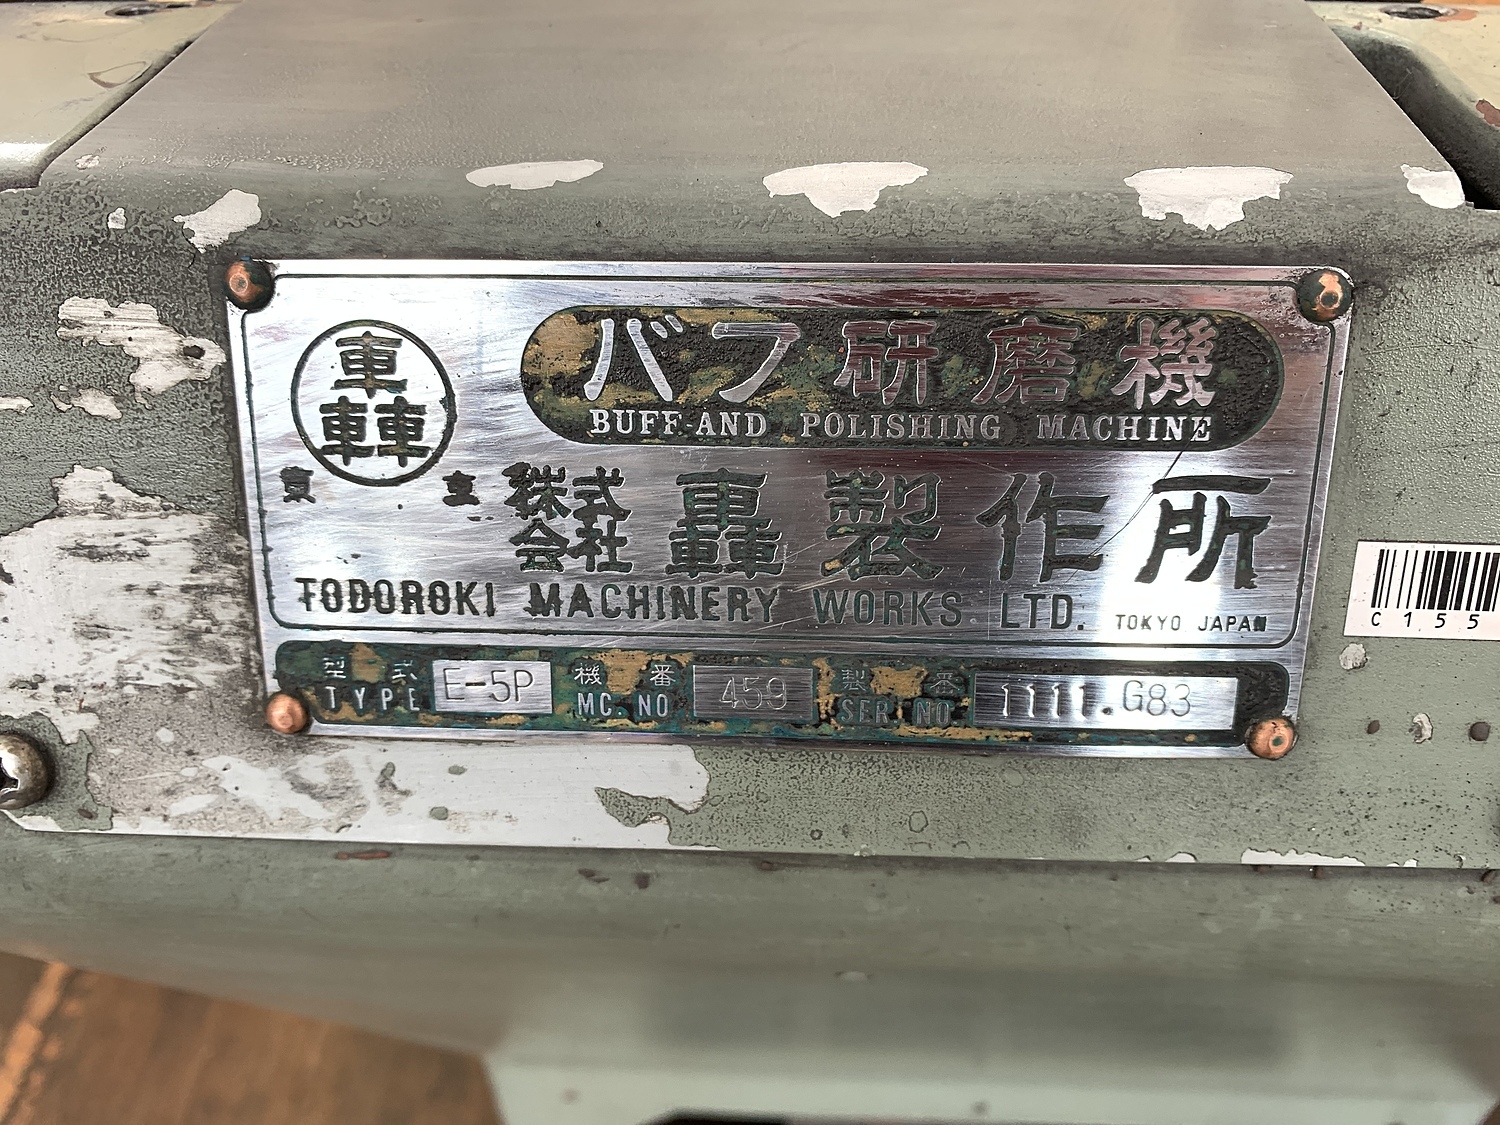 轟
バフ研磨機
BUFF AND POLISHING MACHINE
東 京
株式会社 轟製作所
TODOROKI MACHINERY WORKS LTD. TOKYO JAPAN
型式 機番 製番
TYPE E-5P MC. NO 459 SER. NO 1111.G83
C155